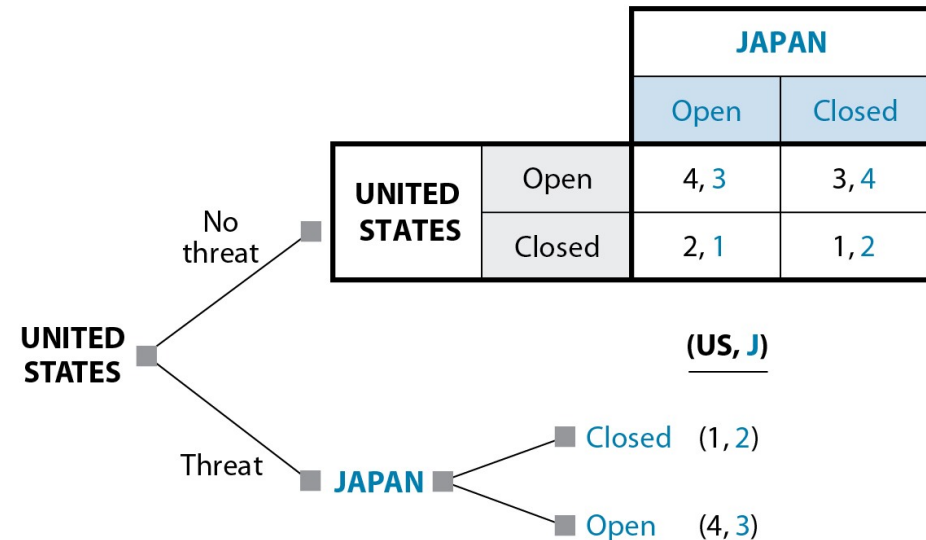 JAPAN
Open Closed
UNITED STATES Open 4, 3 3, 4
Closed 2, 1 1, 2
No
threat
UNITED
STATES
(US, J)
Threat
JAPAN
Closed (1, 2)
Open (4, 3)